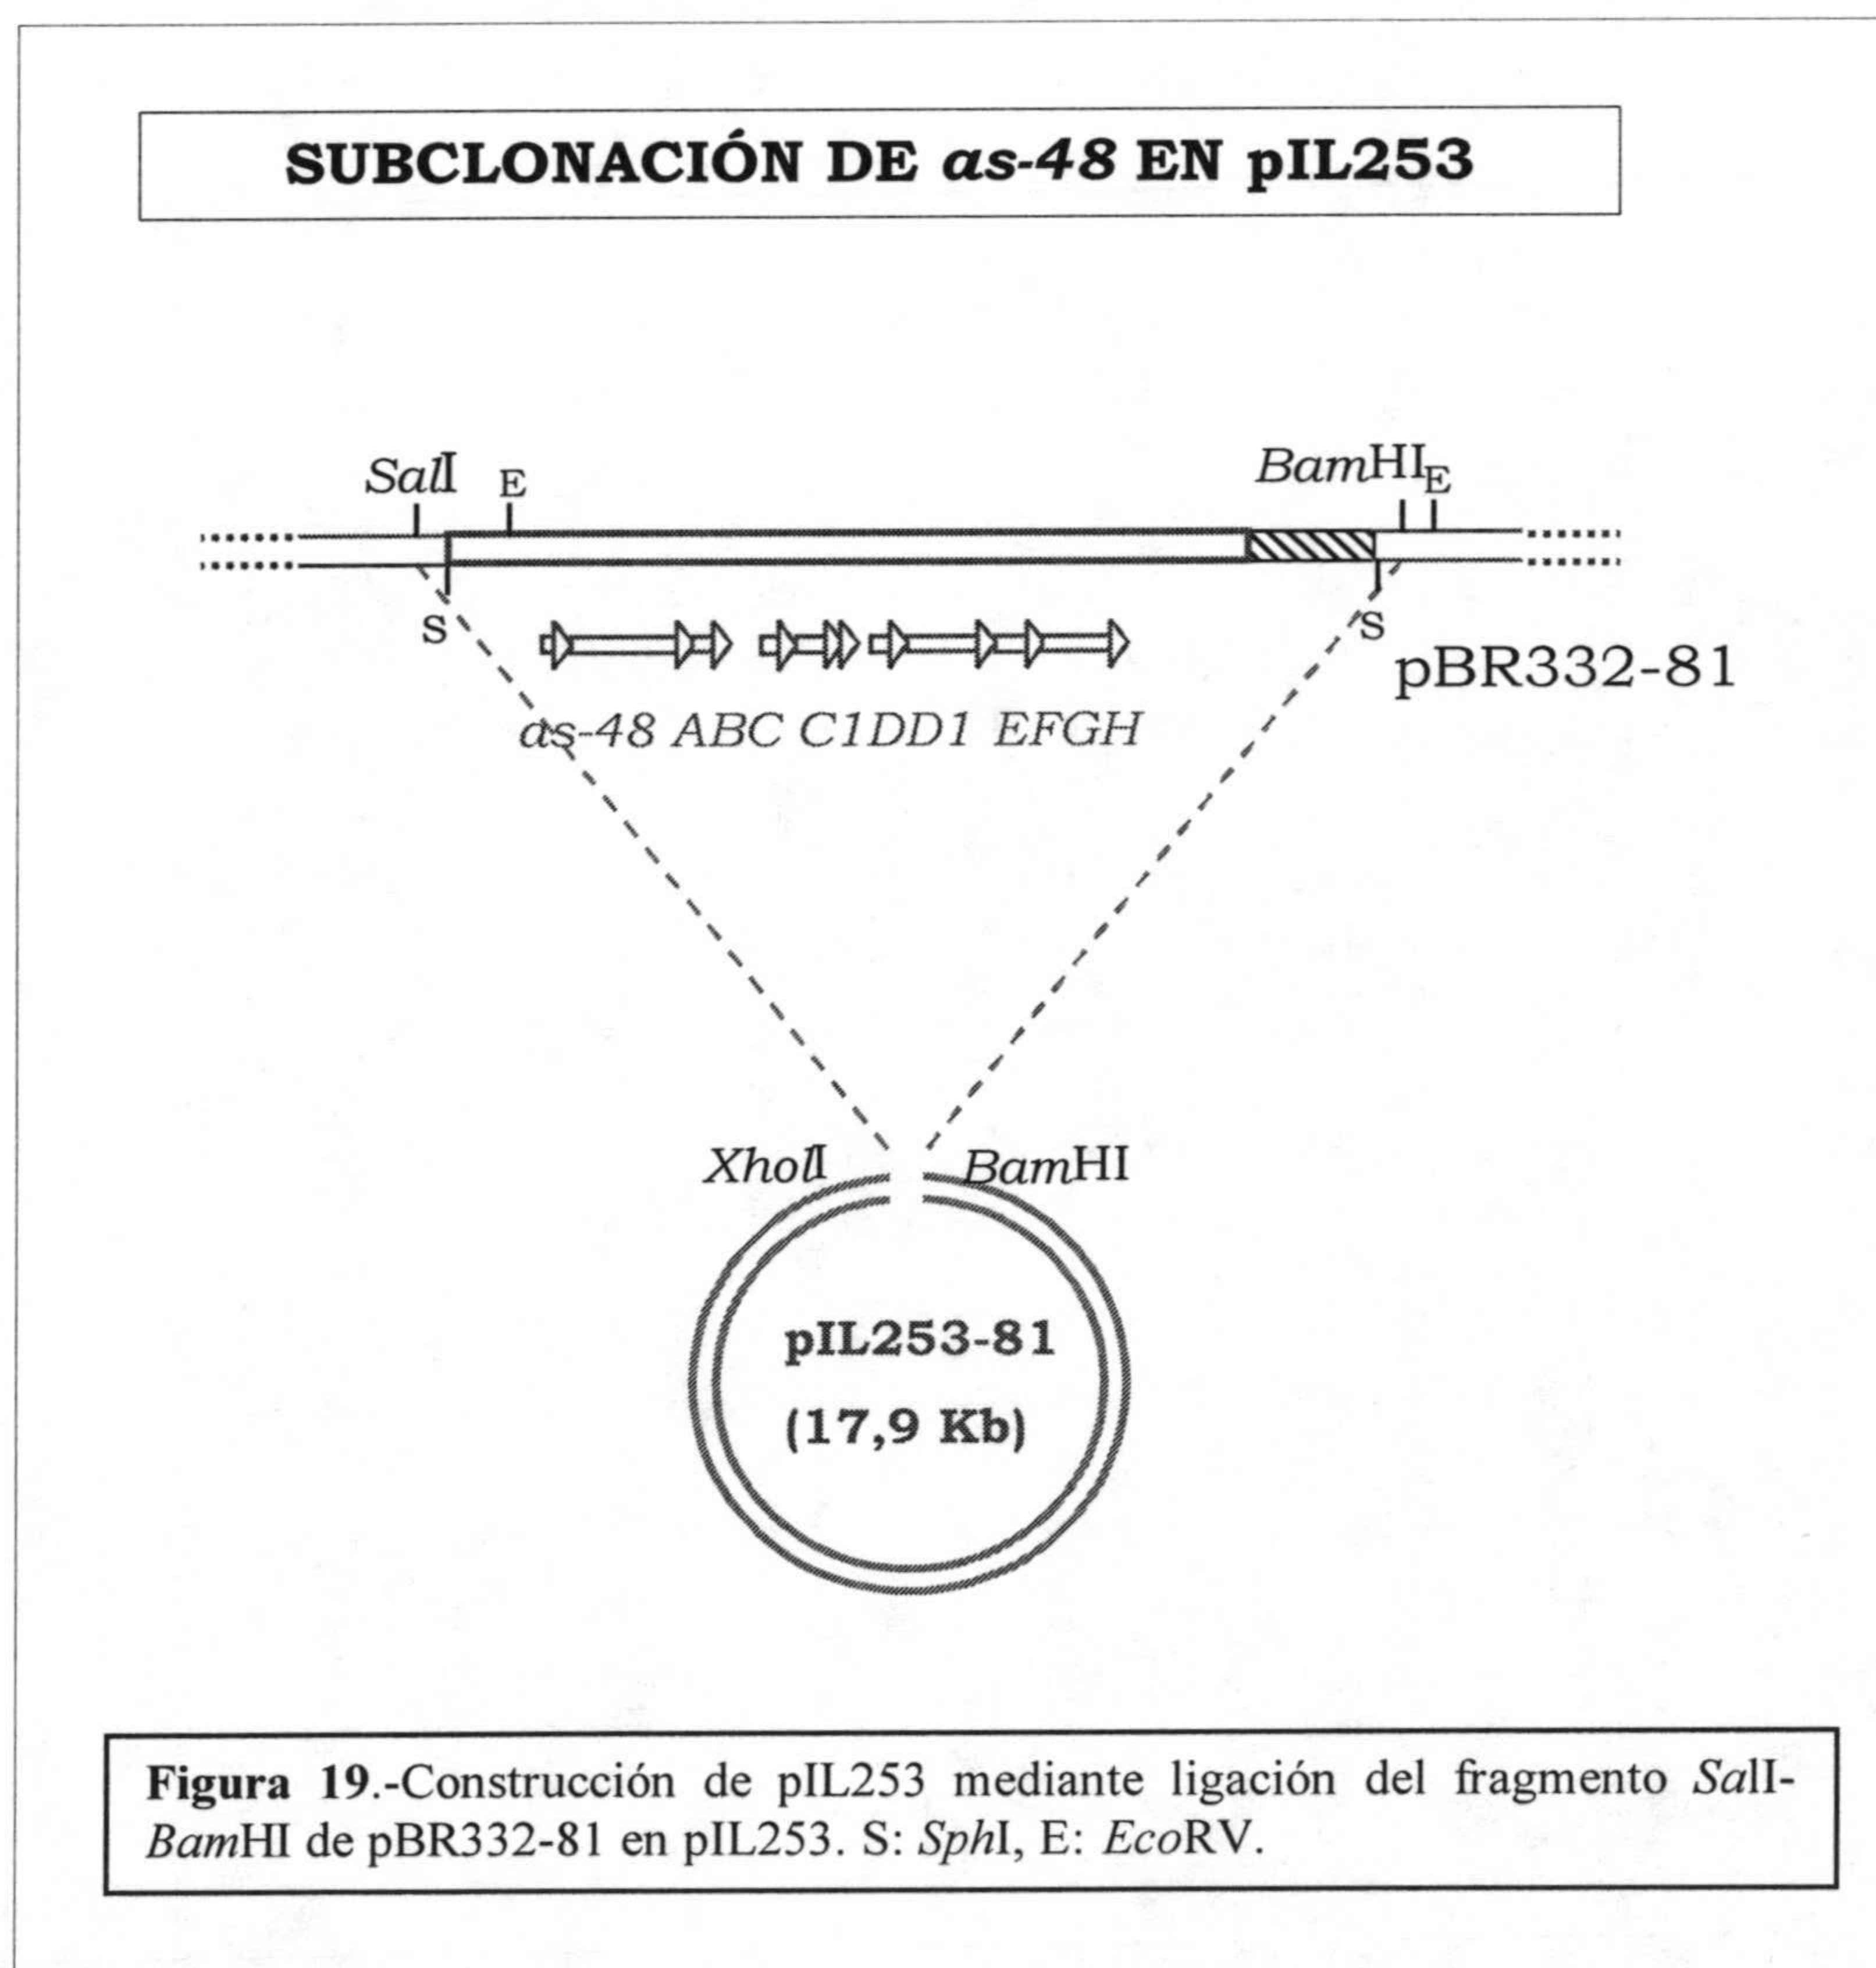 SUBCLONACIÓN DE as-48 EN pIL253
SalI E BamHI E
S S
pBR332-81
as-48 ABC C1DD1 EFGH
XholI BamHI
pIL253-81
(17,9 Kb)
Figura 19.-Construcción de pIL253 mediante ligación del fragmento SalI-
BamHI de pBR332-81 en pIL253. S: SphI, E: EcoRV.